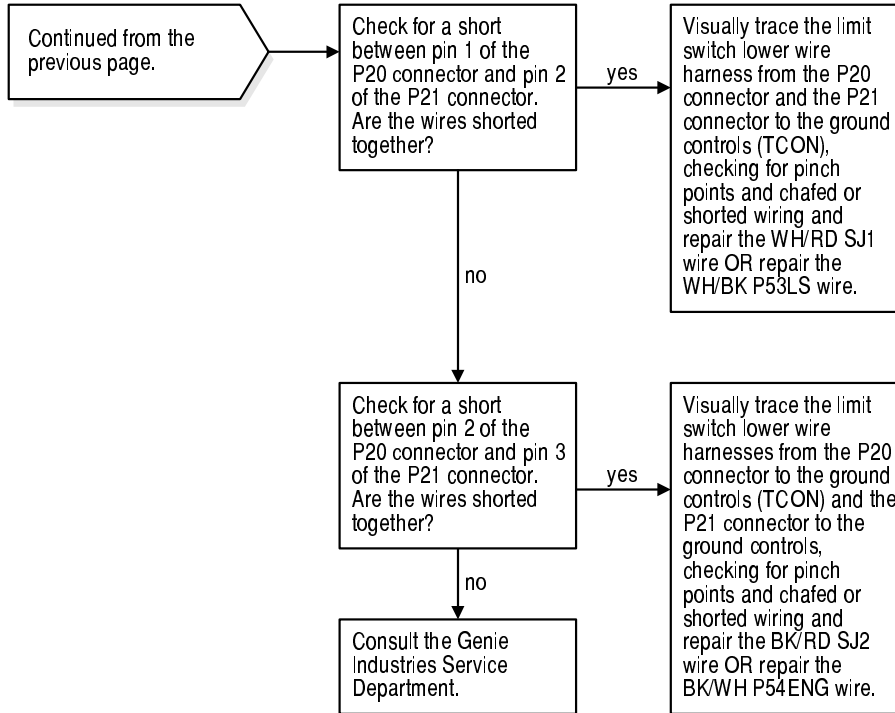 Continued from the
previous page.
Check for a short
between pin 1 of the
P20 connector and pin 2
of the P21 connector.
Are the wires shorted
together?
yes
Visually trace the limit
switch lower wire
harness from the P20
connector and the P21
connector to the ground
controls (TCON),
checking for pinch
points and chafed or
shorted wiring and
repair the WH/RD SJ1
wire OR repair the
WH/BK P53LS wire.
no
Check for a short
between pin 2 of the
P20 connector and pin 3
of the P21 connector.
Are the wires shorted
together?
yes
Visually trace the limit
switch lower wire
harnesses from the P20
connector to the ground
controls (TCON) and the
P21 connector to the
ground controls,
checking for pinch
points and chafed or
shorted wiring and
repair the BK/RD SJ2
wire OR repair the
BK/WH P54ENG wire.
no
Consult the Genie
Industries Service
Department.